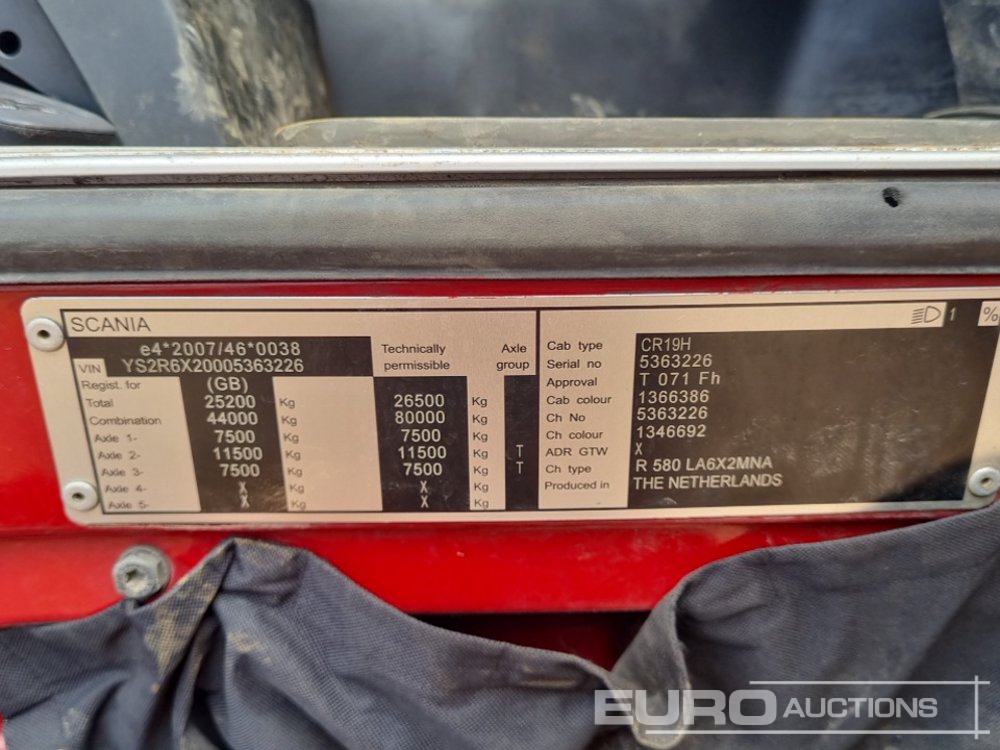 SCANIA
e4*2007/46*0038
VIN YS2R6X20005363226
Technically permissible
Axle group
Regist. for (GB)
Total 25200 Kg 26500 Kg
Combination 44000 Kg 80000 Kg
Axle 1- 7500 Kg 7500 Kg
Axle 2- 11500 Kg 11500 Kg T
Axle 3- 7500 Kg 7500 Kg T
Axle 4- X Kg X Kg
Axle 5- X Kg X Kg
1 %
Cab type CR19H
Serial no 5363226
Approval T 071 Fh
Cab colour 1366386
Ch No 5363226
Ch colour 1346692
ADR GTW X
Ch type R 580 LA6X2MNA
Produced in THE NETHERLANDS
EURO AUCTIONS